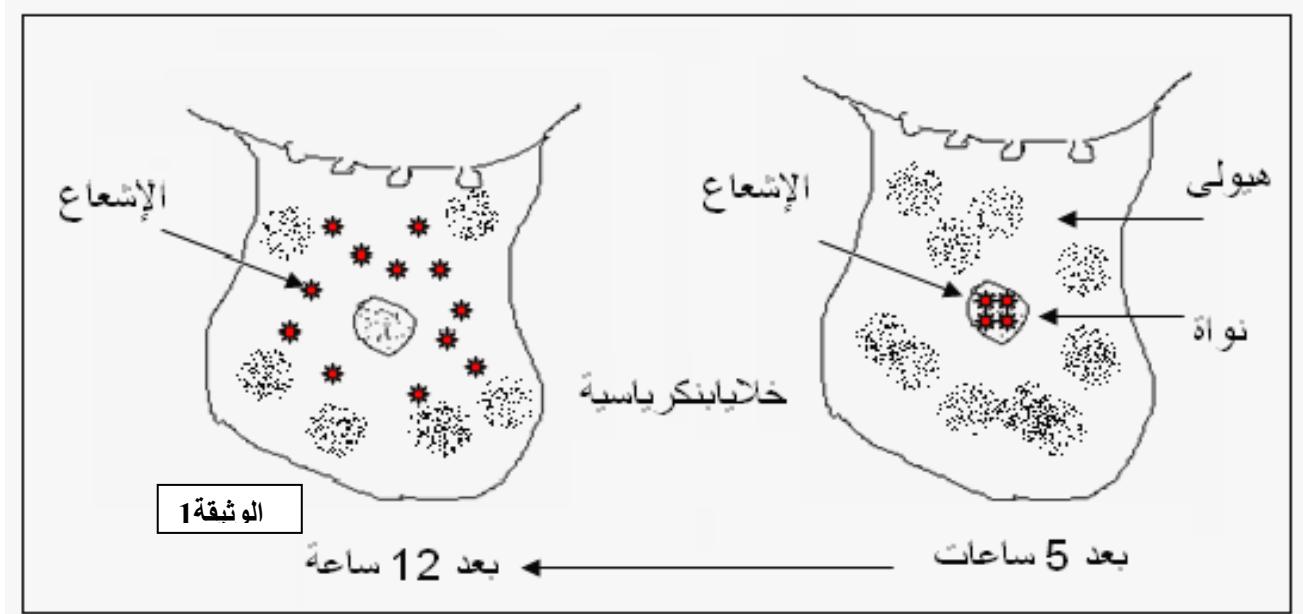 الإشعاع
هيولى
الإشعاع
نواة
خلايابنكرياسية
الوثيقة1
بعد 5 ساعات
بعد 12 ساعة